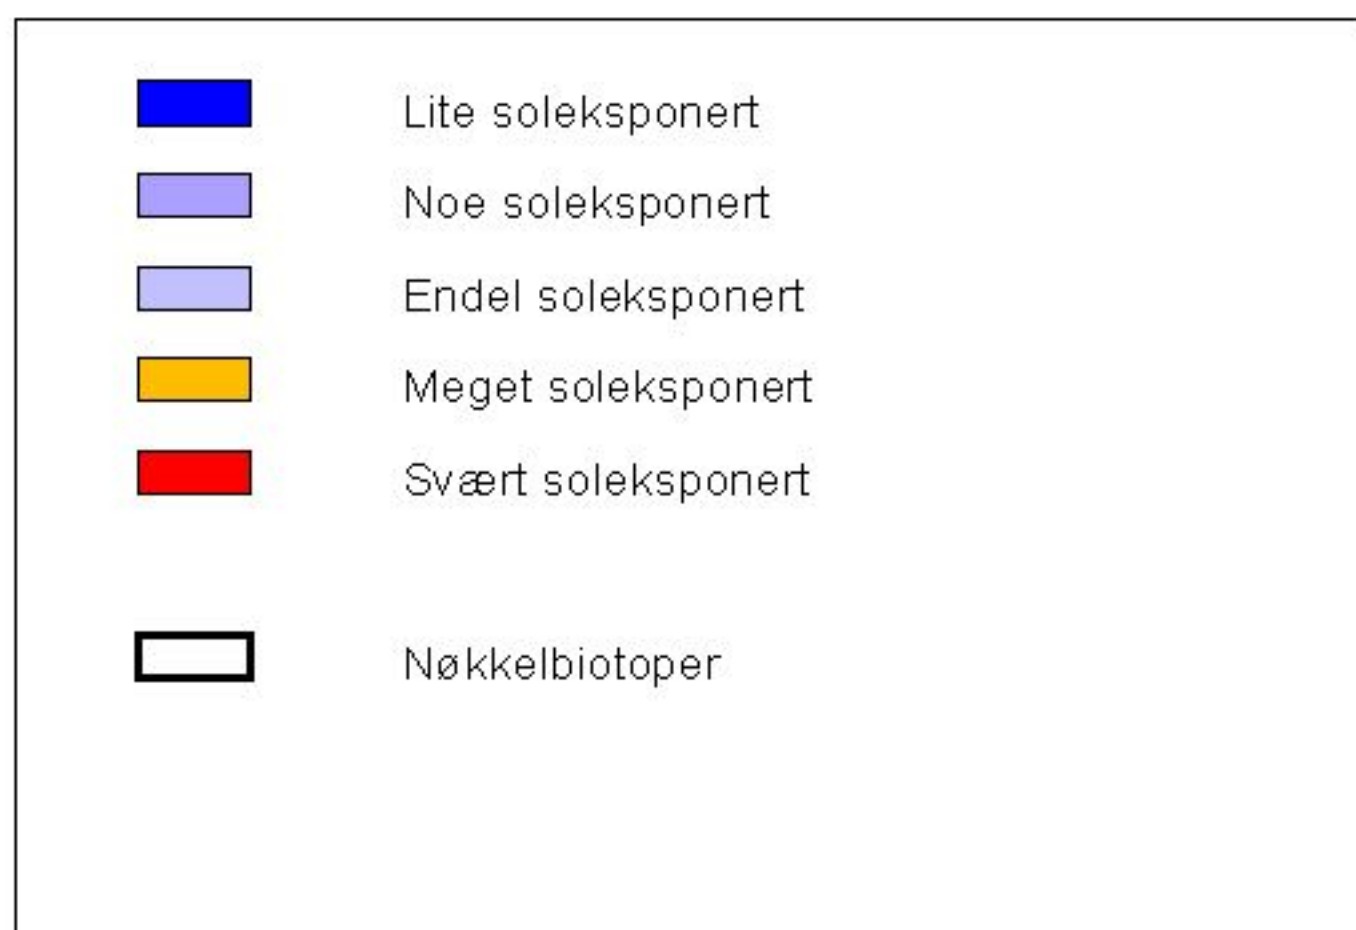 Lite soleksponert
Noe soleksponert
Endel soleksponert
Meget soleksponert
Svært soleksponert
Nøkkelbiotoper